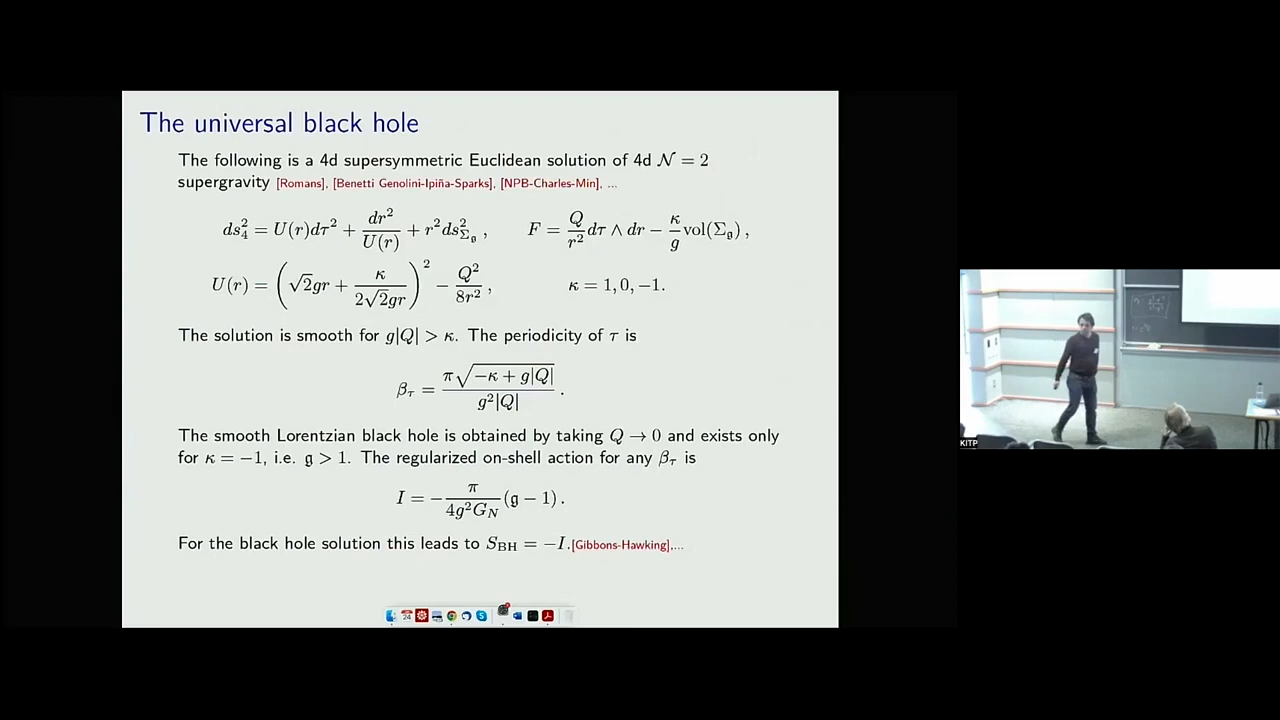 The universal black hole
The following is a 4d supersymmetric Euclidean solution of 4d 𝒩 = 2
supergravity [Romans], [Benetti Genolini-Ipiña-Sparks], [NPB-Charles-Min], ...
ds₄² = U(r)dτ² + dr²/U(r) + r²ds²_{Σ_𝔤} , F = Q/r² dτ ∧ dr − κ/g vol(Σ_𝔤) ,
U(r) = (√2gr + κ/(2√2gr))² − Q²/(8r²) , κ = 1, 0, −1.
The solution is smooth for g|Q| > κ. The periodicity of τ is
β_τ = π√(−κ + g|Q|)/(g²|Q|) .
The smooth Lorentzian black hole is obtained by taking Q → 0 and exists only
for κ = −1, i.e. 𝔤 > 1. The regularized on-shell action for any β_τ is
I = −π/(4g²G_N) (𝔤 − 1) .
For the black hole solution this leads to S_BH = −I.[Gibbons-Hawking],...
24
KITP